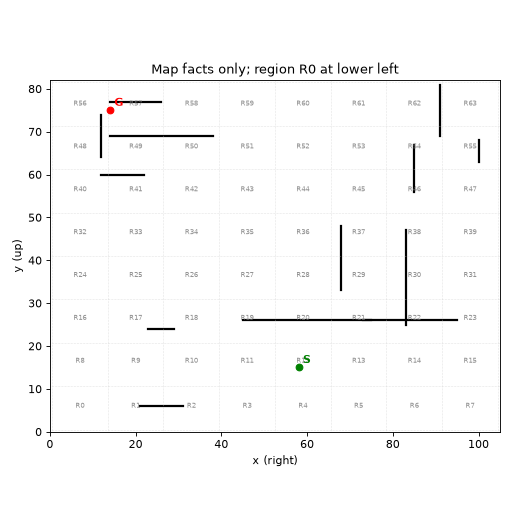 Map facts only; region R0 at lower left
80
R56 G R57 R58 R59 R60 R61 R62 R63
70
R48 R49 R50 R51 R52 R53 R54 R55
60
R40 R41 R42 R43 R44 R45 R46 R47
50
R32 R33 R34 R35 R36 R37 R38 R39
40
R24 R25 R26 R27 R28 R29 R30 R31
30
R16 R17 R18 R19 R20 R21 R22 R23
20
R8 R9 R10 R11 S R13 R14 R15
10
R0 R1 R2 R3 R4 R5 R6 R7
0
0 20 40 60 80 100
x (right)
y (up)